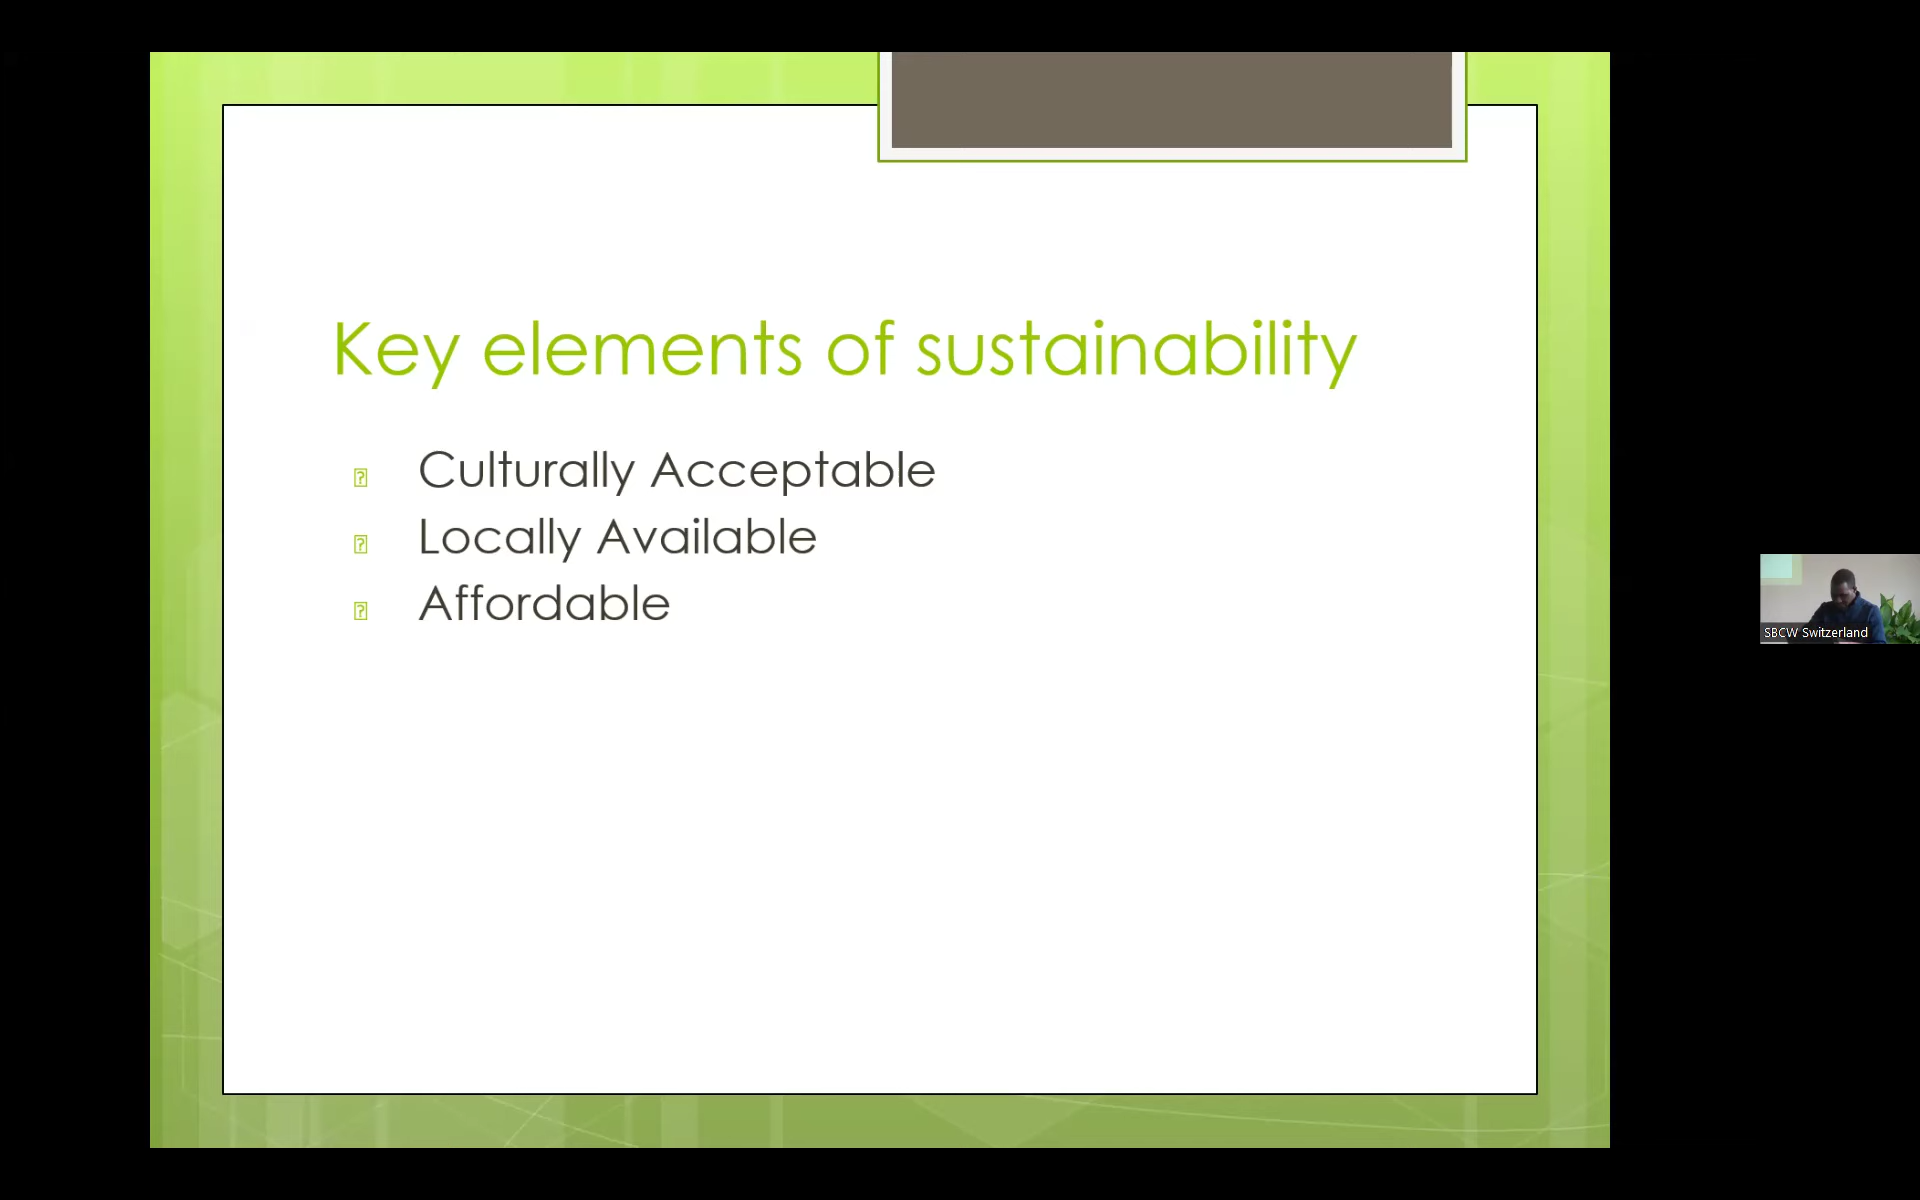 Key elements of sustainability
Culturally Acceptable
Locally Available
Affordable
SBCW Switzerland